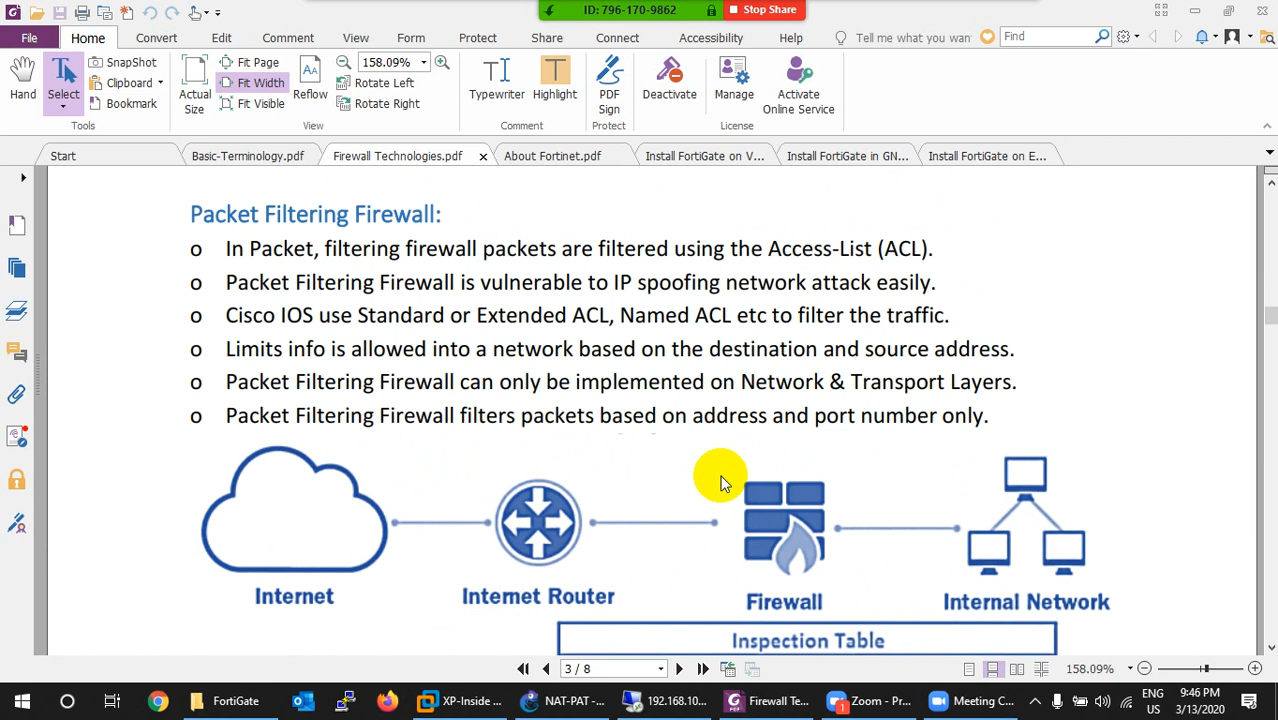 ID: 796-170-9862 Stop Share
File Home Convert Edit Comment View Form Protect Share Connect Accessibility Help Tell me what you wan Find
Hand Select SnapShot Clipboard Bookmark Actual Size Fit Page Fit Width Fit Visible Reflow 158.09% Rotate Left Rotate Right Typewriter Highlight PDF Sign Deactivate Manage Activate Online Service
Tools View Comment Protect License
Start Basic-Terminology.pdf Firewall Technologies.pdf About Fortinet.pdf Install FortiGate on V... Install FortiGate in GN... Install FortiGate on E...
Packet Filtering Firewall:
o In Packet, filtering firewall packets are filtered using the Access-List (ACL).
o Packet Filtering Firewall is vulnerable to IP spoofing network attack easily.
o Cisco IOS use Standard or Extended ACL, Named ACL etc to filter the traffic.
o Limits info is allowed into a network based on the destination and source address.
o Packet Filtering Firewall can only be implemented on Network & Transport Layers.
o Packet Filtering Firewall filters packets based on address and port number only.
Internet Internet Router Firewall Internal Network
Inspection Table
3 / 8 158.09%
FortiGate XP-Inside NAT-PAT -... 192.168.10... Firewall Te... Zoom - Pr... Meeting C... ENG US 9:46 PM 3/13/2020
1